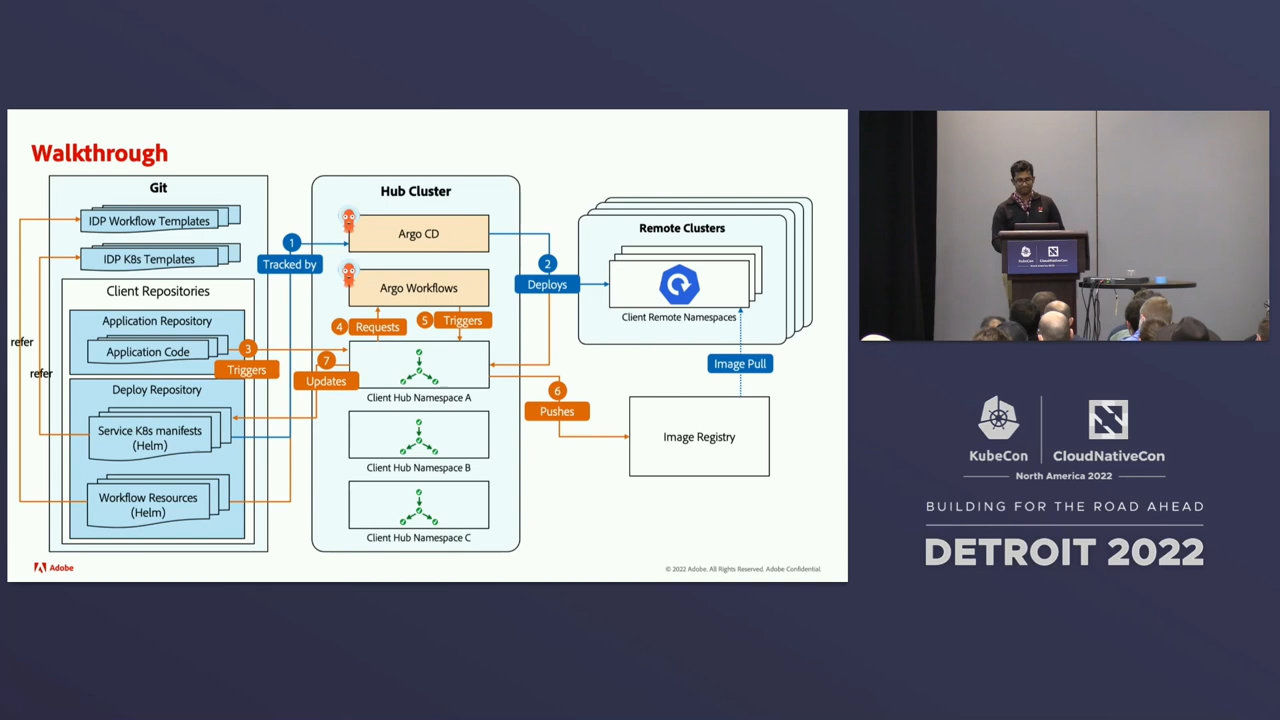 Walkthrough
Git
IDP Workflow Templates
IDP K8s Templates
Client Repositories
Application Repository
Application Code
Deploy Repository
Service K8s manifests
(Helm)
Workflow Resources
(Helm)
refer
refer
1
Tracked by
3
Triggers
7
Updates
Hub Cluster
Argo CD
Argo Workflows
4
Requests
5
Triggers
Client Hub Namespace A
Client Hub Namespace B
Client Hub Namespace C
2
Deploys
6
Pushes
Remote Clusters
Client Remote Namespaces
Image Pull
Image Registry
Adobe
© 2022 Adobe. All Rights Reserved. Adobe Confidential.
KubeCon
CloudNativeCon
KubeCon
CloudNativeCon
North America 2022
BUILDING FOR THE ROAD AHEAD
DETROIT 2022